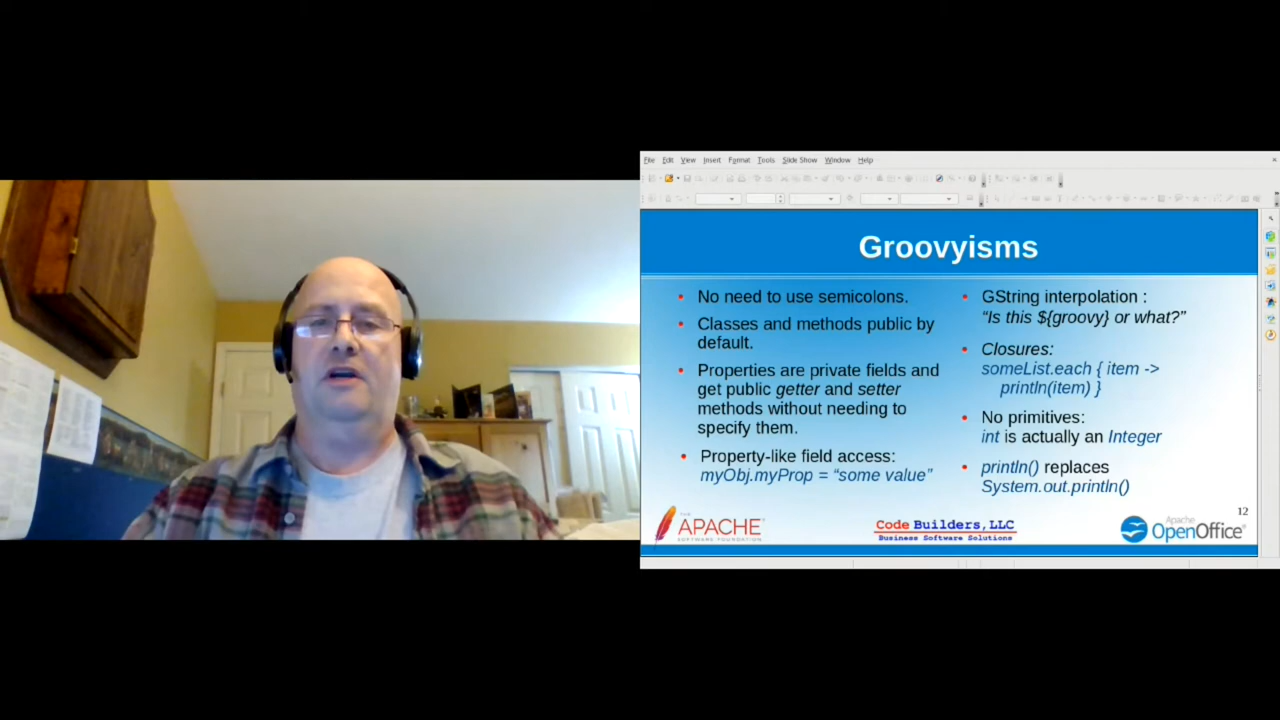 File Edit View Insert Format Tools Slide Show Window Help
Groovyisms
No need to use semicolons.
Classes and methods public by
default.
Properties are private fields and
get public getter and setter
methods without needing to
specify them.
Property-like field access:
myObj.myProp = “some value”
GString interpolation :
“Is this ${groovy} or what?”
Closures:
someList.each { item ->
println(item) }
No primitives:
int is actually an Integer
println() replaces
System.out.println()
12
THE
APACHE
SOFTWARE FOUNDATION
Code Builders, LLC
Business Software Solutions
Apache
OpenOffice